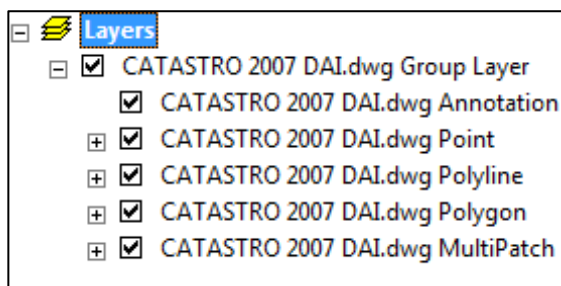 Layers
CATASTRO 2007 DAI.dwg Group Layer
CATASTRO 2007 DAI.dwg Annotation
CATASTRO 2007 DAI.dwg Point
CATASTRO 2007 DAI.dwg Polyline
CATASTRO 2007 DAI.dwg Polygon
CATASTRO 2007 DAI.dwg MultiPatch